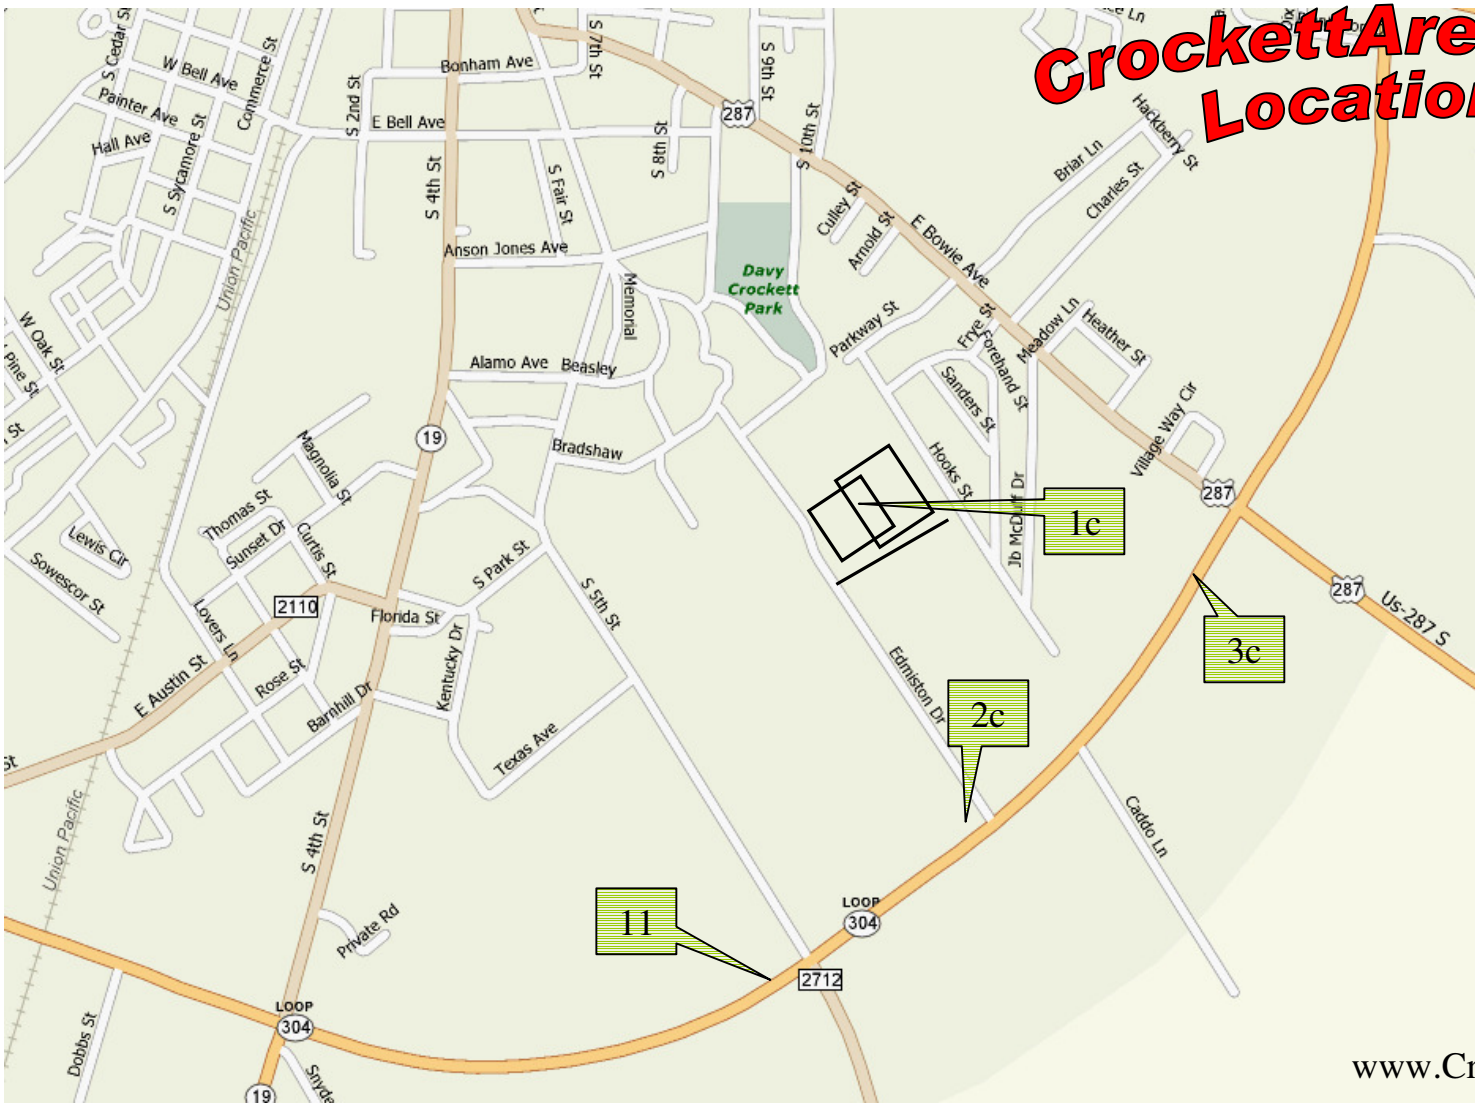 CrockettAre
Location
S Cedar St
W Bell Ave
Commerce St
Painter Ave
Hall Ave
S Sycamore St
Union Pacific
S 2nd St
Bonham Ave
E Bell Ave
S 4th St
S 7th St
S 9th St
287
S 8th St
S 10th St
S Fair St
Anson Jones Ave
Memorial
Davy
Crockett
Park
Culley St
Arnold St
E Bowie Ave
Briar Ln
Hackberry St
Charles St
Parkway St
Frye St
Forehand St
Meadow Ln
Heather St
Sanders St
Hooks St
Jb McDuff Dr
Village Way Cir
287
W Oak St
Pine St
St
Alamo Ave
Beasley
19
Bradshaw
Magnolia St
Thomas St
Sunset Dr
Curtis St
Lewis Cir
Sowescor St
2110
Lovers Ln
Florida St
S Park St
S 5th St
Kentucky Dr
E Austin St
Rose St
Barnhill Dr
Texas Ave
St
1c
3c
287
Us-287 S
Edmiston Dr
2c
Caddo Ln
Union Pacific
S 4th St
Private Rd
11
LOOP
304
2712
LOOP
304
Dobbs St
19
Snyde
www.Cr